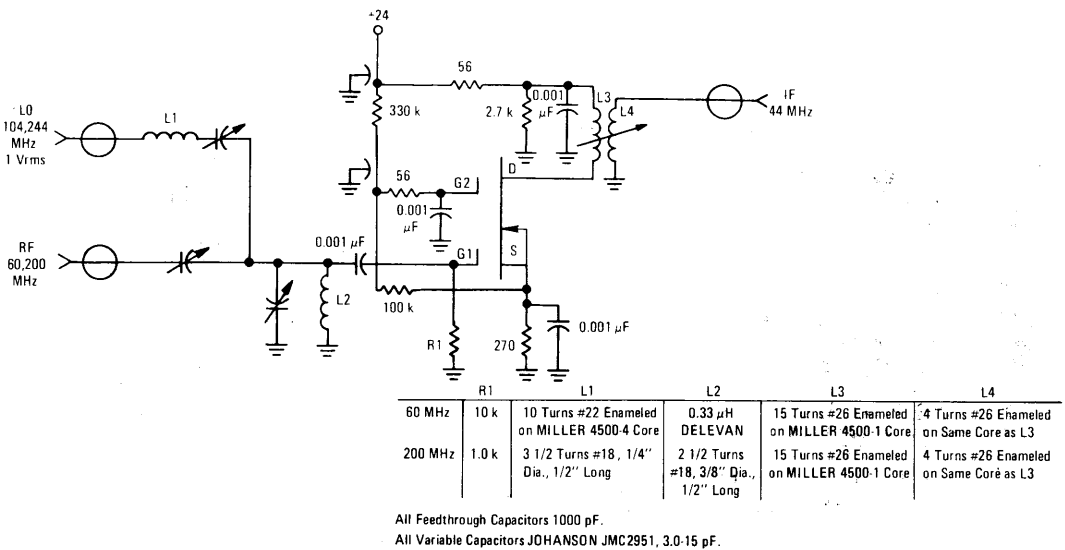 +24
56
330 k
2.7 k
0.001
µF
L3
L4
IF
44 MHz
LO
104,244
MHz
1 Vrms
L1
D
56
G2
0.001
µF
RF
60,200
MHz
0.001 µF
G1
S
L2
100 k
R1
270
0.001 µF
R1 L1 L2 L3 L4
60 MHz 10 k 10 Turns #22 Enameled 0.33 µH 15 Turns #26 Enameled 4 Turns #26 Enameled
on MILLER 4500-4 Core DELEVAN on MILLER 4500-1 Core on Same Core as L3
200 MHz 1.0 k 3 1/2 Turns #18, 1/4" 2 1/2 Turns 15 Turns #26 Enameled 4 Turns #26 Enameled
Dia., 1/2" Long #18, 3/8" Dia., on MILLER 4500-1 Core on Same Core as L3
1/2" Long
All Feedthrough Capacitors 1000 pF.
All Variable Capacitors JOHANSON JMC2951, 3.0-15 pF.